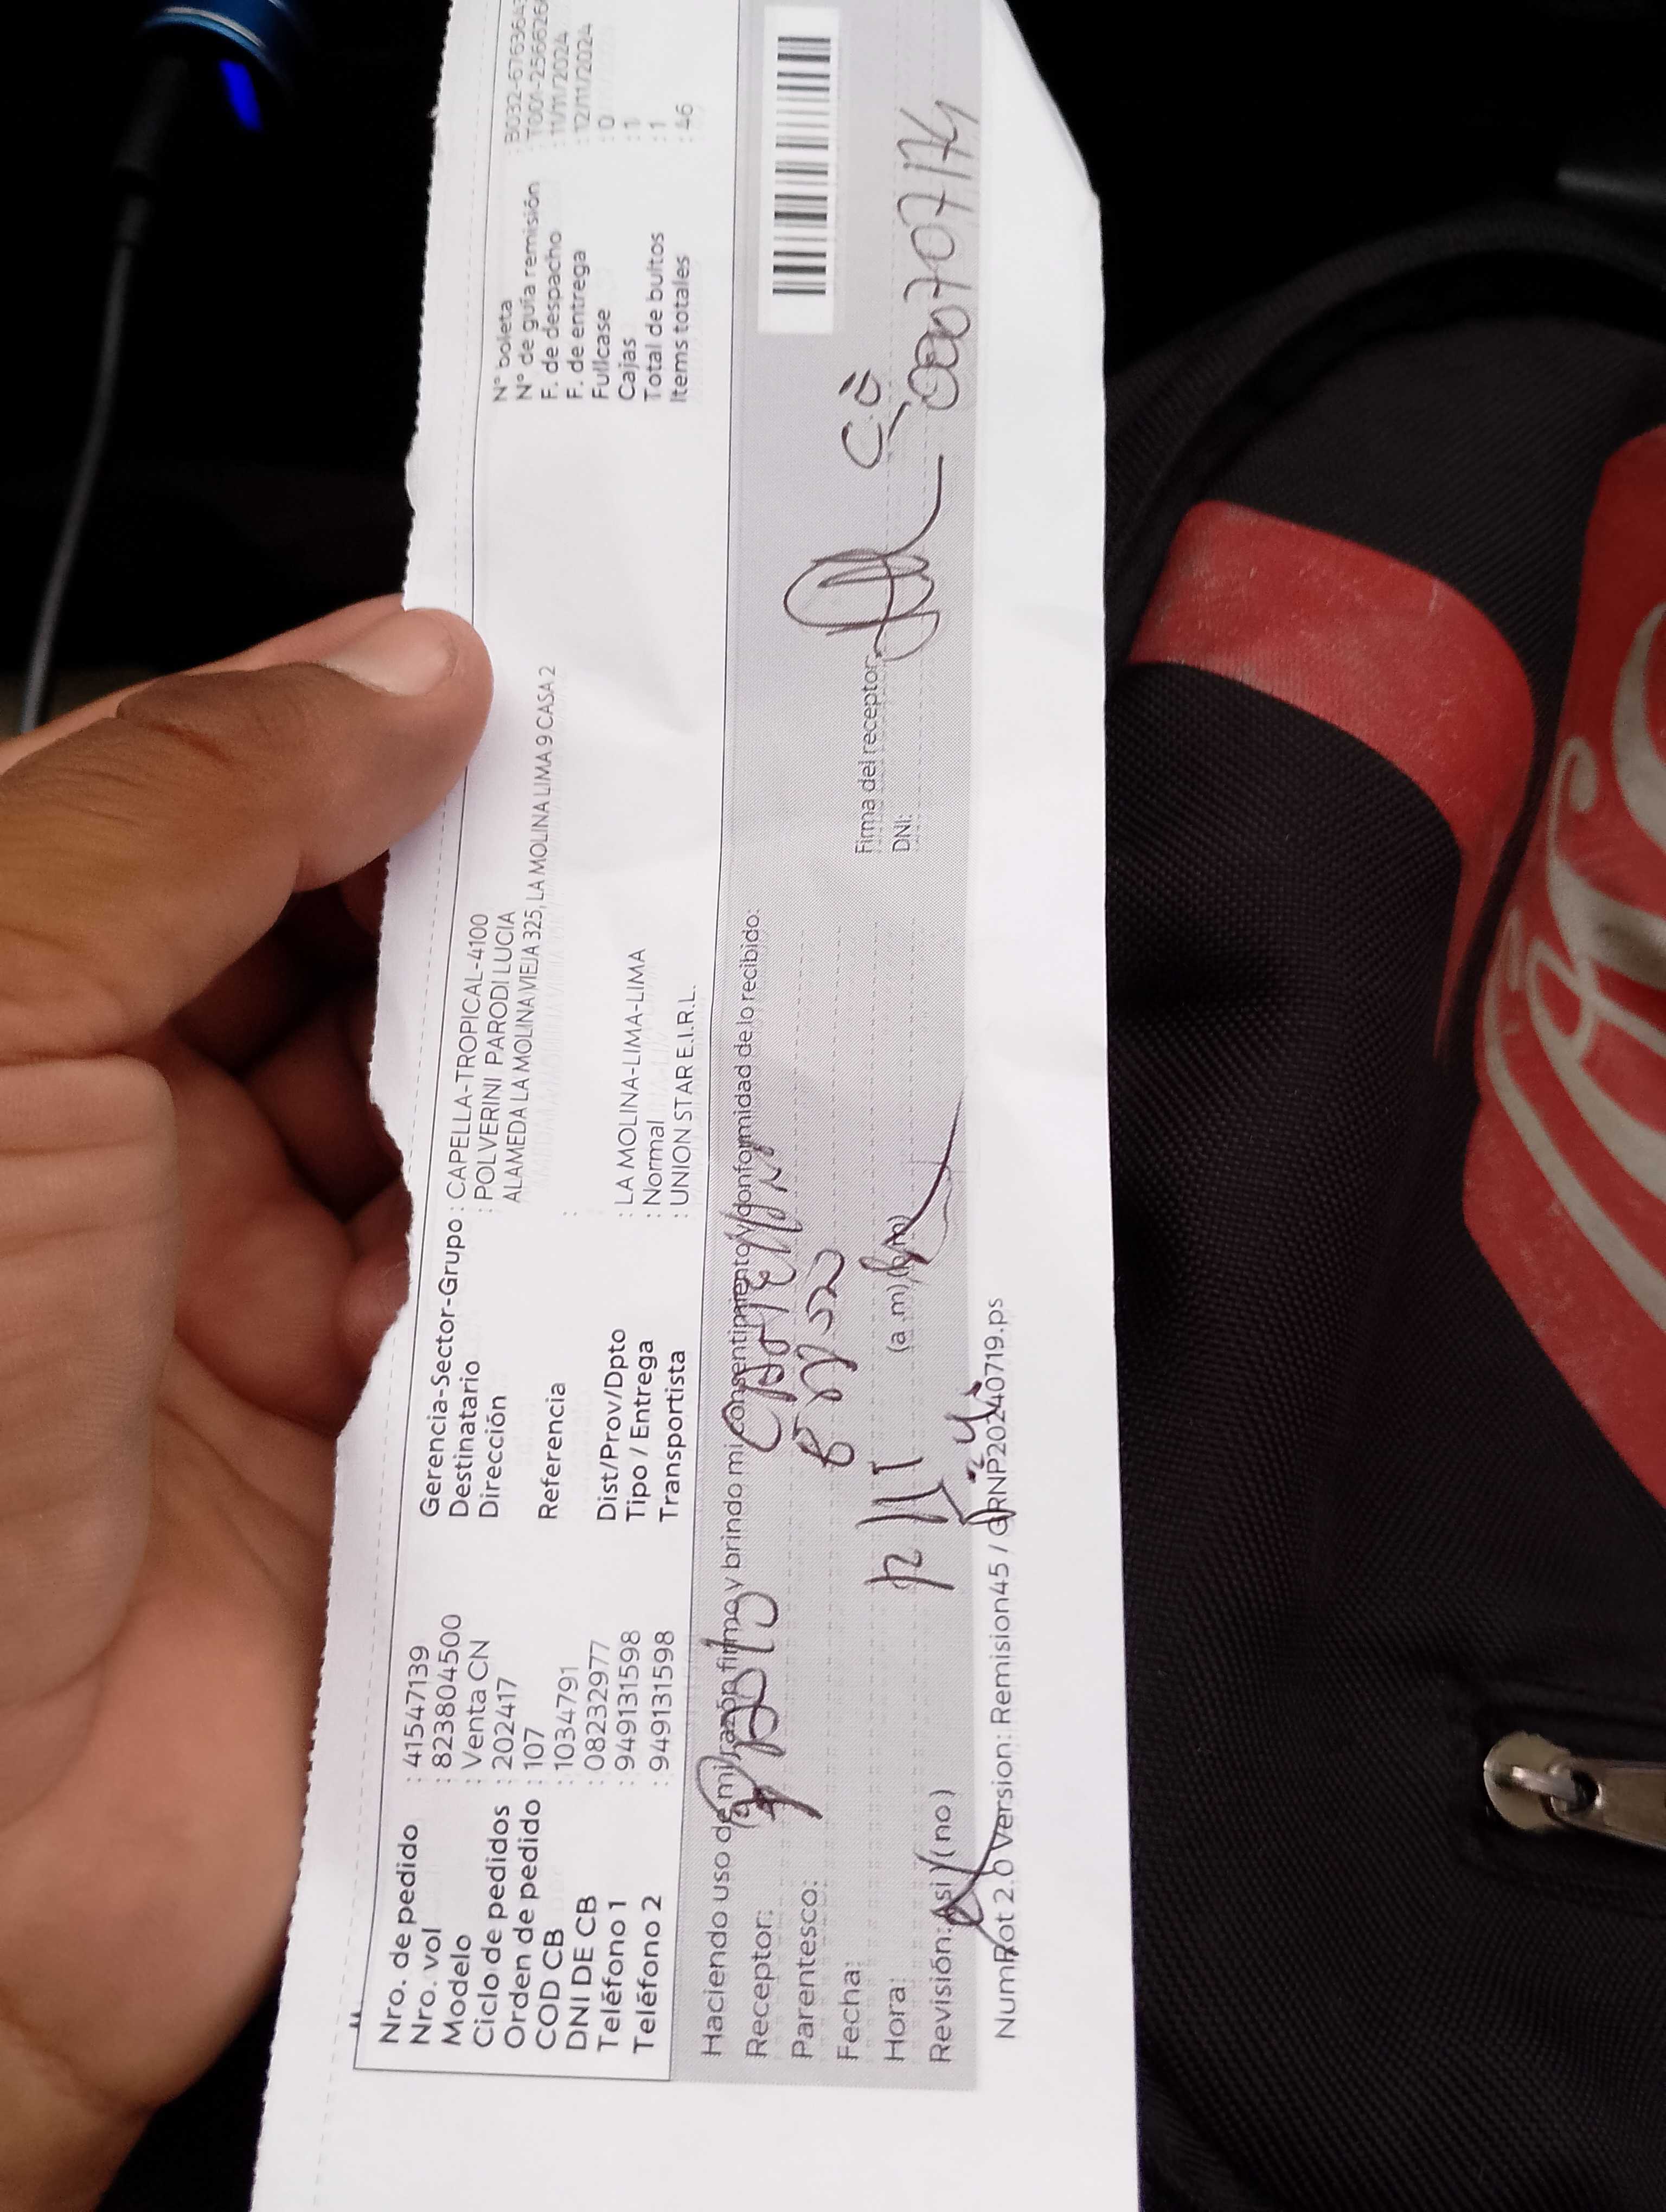 Nro. de pedido : 41547139
Nro. vol : 823804500
Modelo : Venta CN
Ciclo de pedidos : 202417
Orden de pedido : 107
COD CB : 1034791
DNI DE CB : 08232977
Teléfono 1 : 949131598
Teléfono 2 : 949131598
Gerencia-Sector-Grupo : CAPELLA-TROPICAL-4100
Destinatario : POLVERINI PARODI LUCIA
Dirección ALAMEDA LA MOLINA VIEJA 325, LA MOLINA LIMA 9 CASA 2
Referencia :
Dist/Prov/Dpto : LA MOLINA-LIMA-LIMA
Tipo / Entrega : Normal
Transportista : UNION STAR E.I.R.L.
N° boleta : B032-6763643
N° de guía remisión : T001-2566626
F. de despacho : 11/11/2024
F. de entrega : 12/11/2024
Fullcase : 0
Cajas : 1
Total de bultos : 1
Items totales : 46
Haciendo uso de mi razón firmo y brindo mi consentimiento y conformidad de lo recibido:
Receptor:
Parentesco:
Fecha:
Hora: (a.m) (p.m)
Revisión: (si) (no)
Firma del receptor
DNI:
NumRot 2.0 Version: Remision45 / GRNP20240719.ps